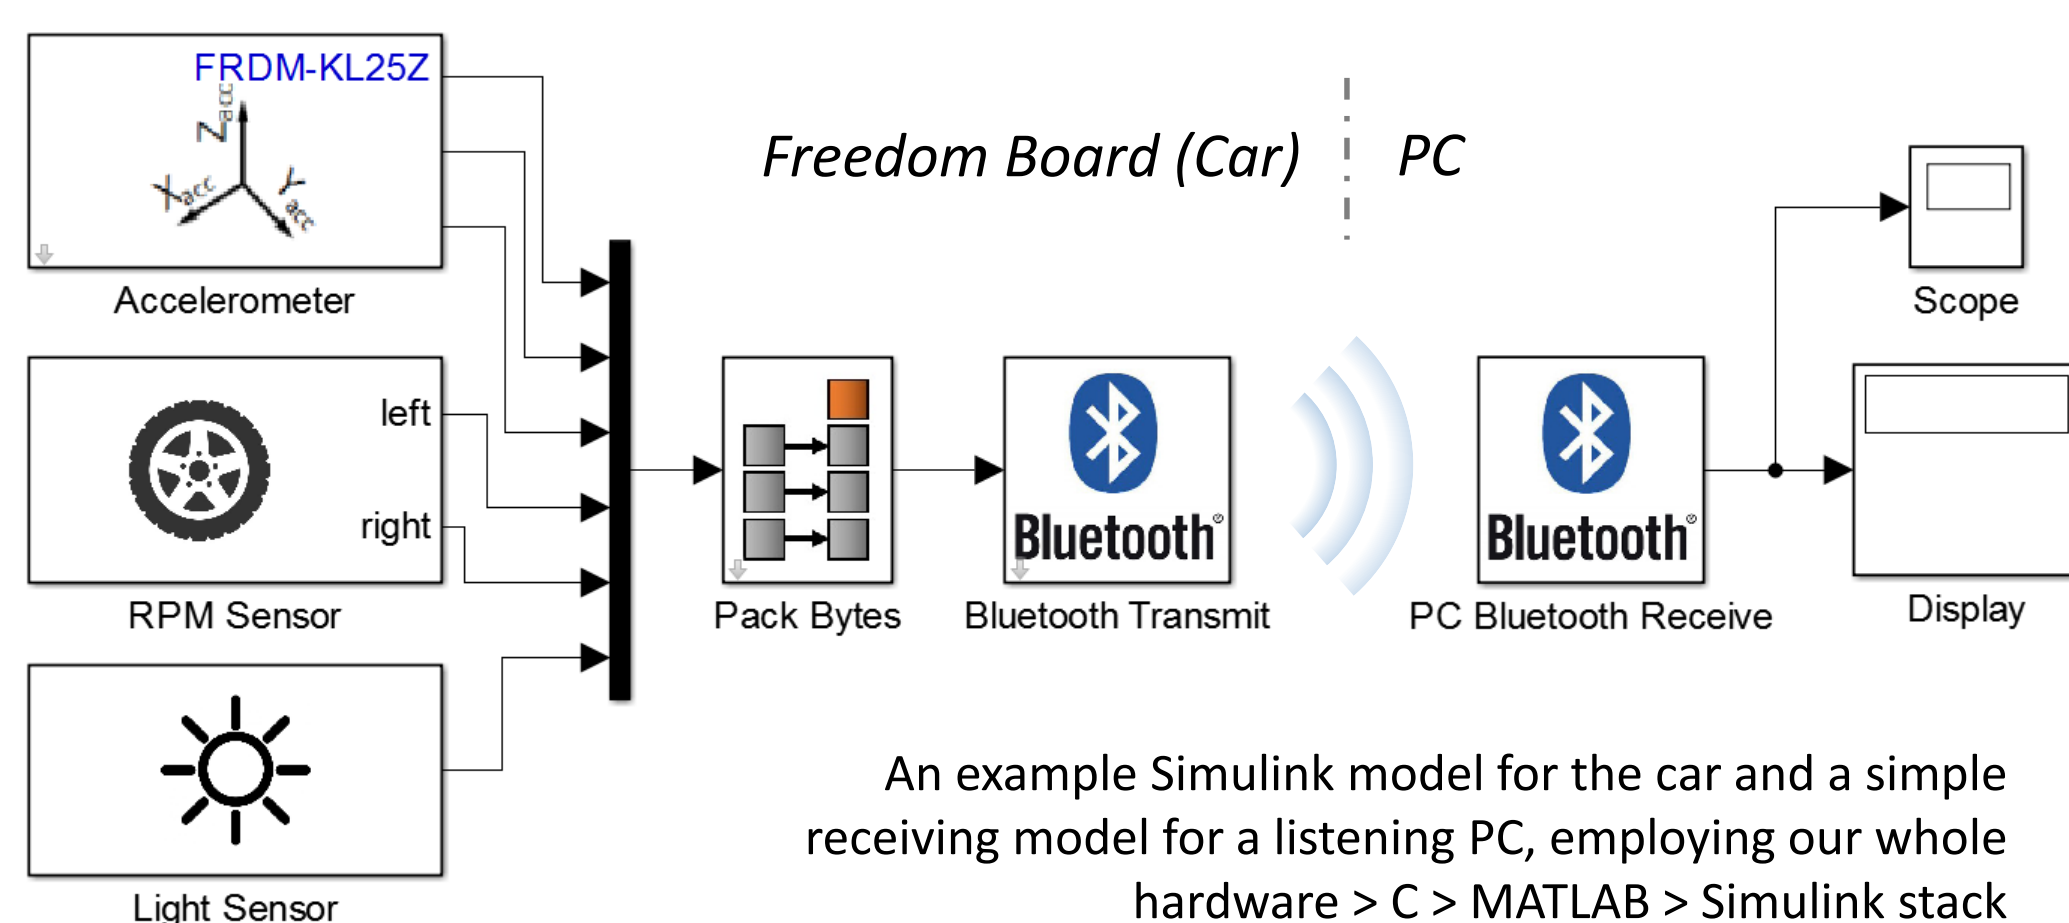 FRDM-KL25Z
Zacc
Xacc
Yacc
Accelerometer
left
right
RPM Sensor
Light Sensor
Freedom Board (Car)
PC
Pack Bytes
Bluetooth®
Bluetooth Transmit
Bluetooth®
PC Bluetooth Receive
Scope
Display
An example Simulink model for the car and a simple
receiving model for a listening PC, employing our whole
hardware > C > MATLAB > Simulink stack